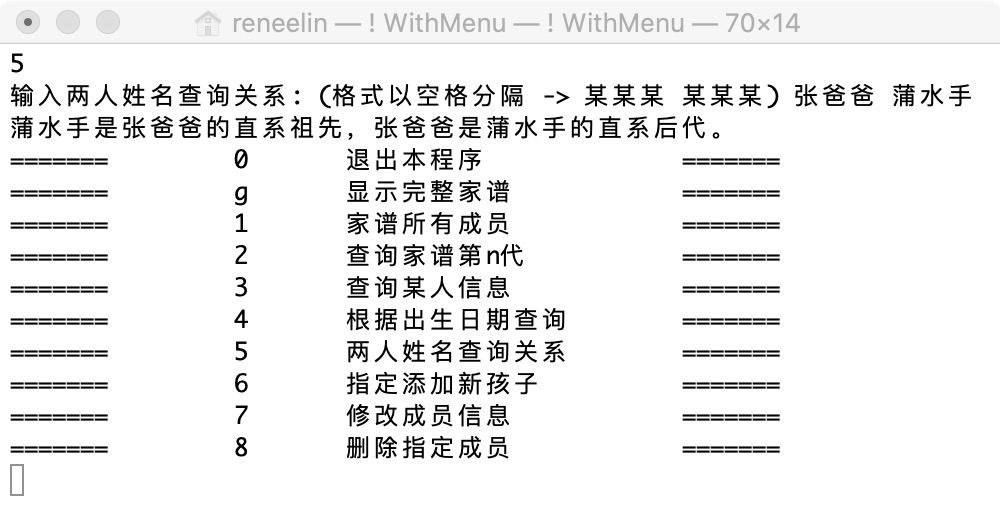 reneelin — ! WithMenu — ! WithMenu — 70×14
5
输入两人姓名查询关系：(格式以空格分隔 -> 某某某 某某某) 张爸爸 蒲水手
蒲水手是张爸爸的直系祖先，张爸爸是蒲水手的直系后代。
======= 0 退出本程序 =======
======= g 显示完整家谱 =======
======= 1 家谱所有成员 =======
======= 2 查询家谱第n代 =======
======= 3 查询某人信息 =======
======= 4 根据出生日期查询 =======
======= 5 两人姓名查询关系 =======
======= 6 指定添加新孩子 =======
======= 7 修改成员信息 =======
======= 8 删除指定成员 =======